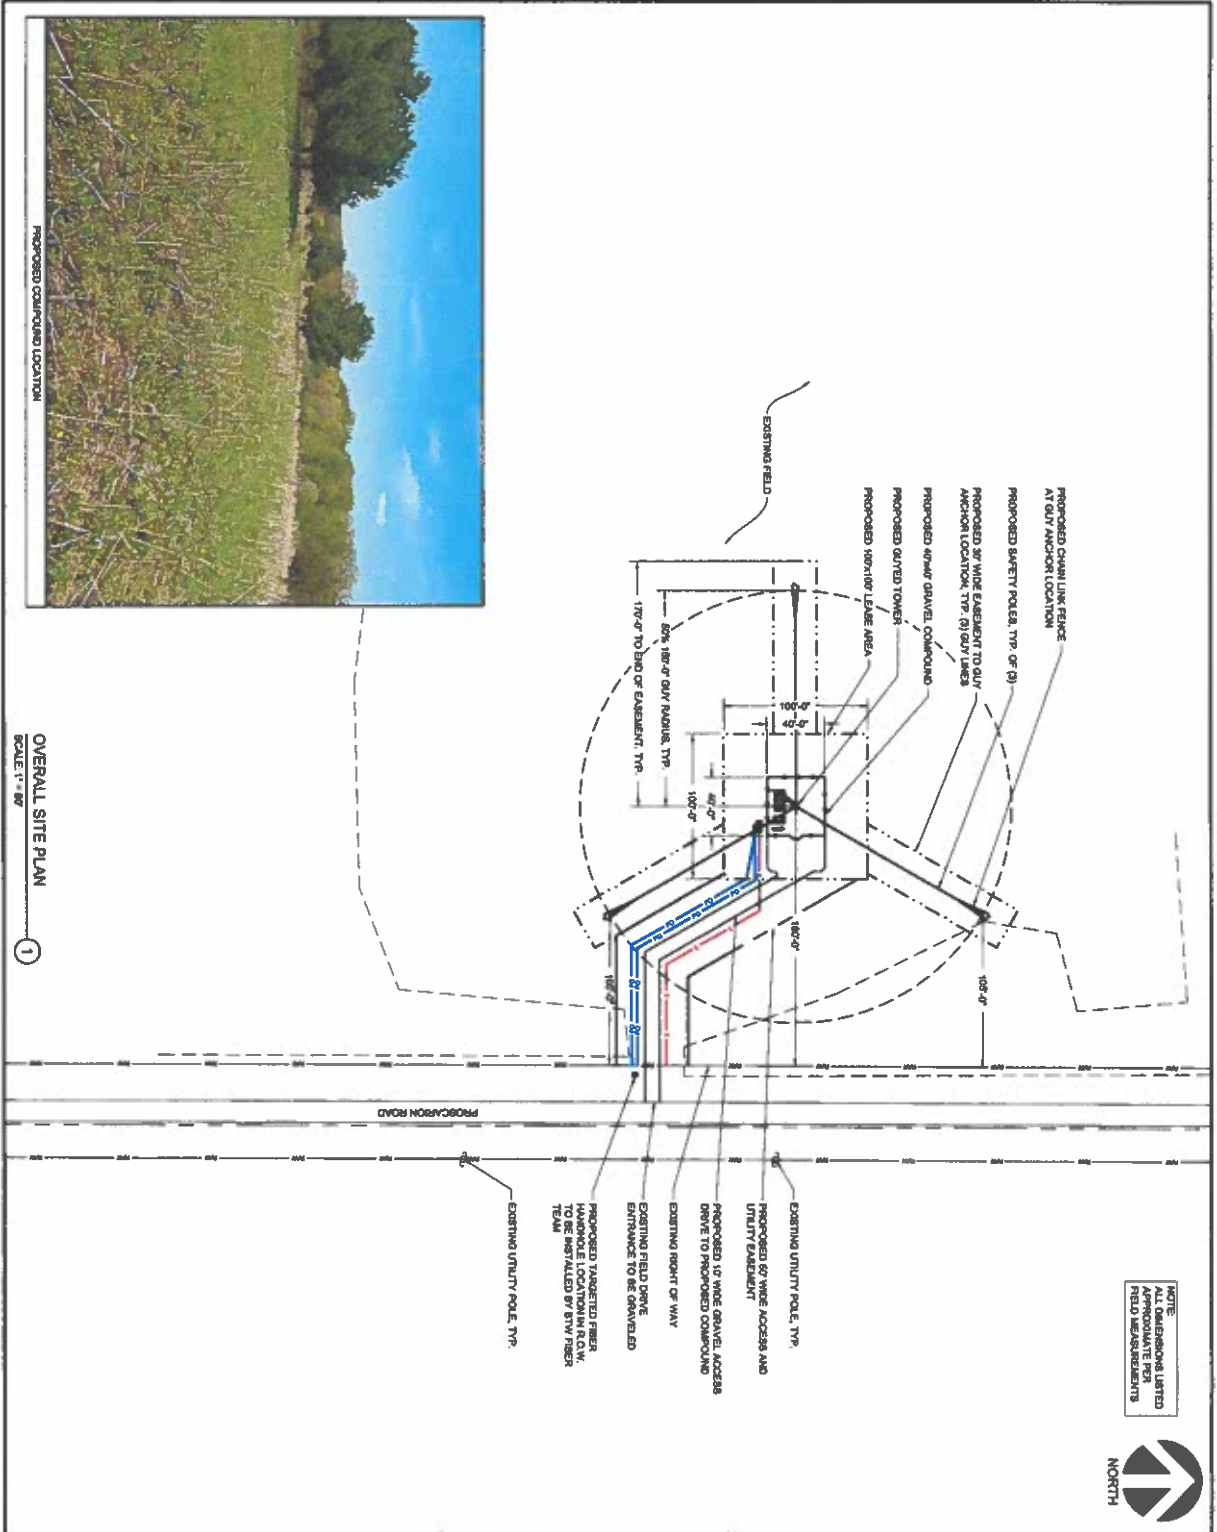 PROPOSED COMPOUND LOCATION
PROPOSED CHAIN LINK FENCE
AT GUY ANCHOR LOCATION
PROPOSED SAFETY POLES, TYP. OF (3)
PROPOSED 30' WIDE EASEMENT TO GUY
ANCHOR LOCATION, TYP. (3) GUY LINES
PROPOSED 40'x40' GRAVEL COMPOUND
PROPOSED GUYED TOWER
PROPOSED 100'x100' LEASE AREA
EXISTING FIELD
170'-0" TO END OF EASEMENT, TYP.
GUY RADIUS, TYP.
100'-0"
40'-0"
100'-0"
40'-0"
180'-0"
105'-0"
PROSCARION ROAD
EXISTING UTILITY POLE, TYP.
PROPOSED 60' WIDE ACCESS AND
UTILITY EASEMENT
PROPOSED 10' WIDE GRAVEL ACCESS
DRIVE TO PROPOSED COMPOUND
EXISTING RIGHT OF WAY
EXISTING FIELD DRIVE
ENTRANCE TO BE GRAVELED
PROPOSED TARGETED FIBER
HANDHOLE LOCATION IN R.O.W.
TO BE INSTALLED BY BTW FIBER
TEAM
EXISTING UTILITY POLE, TYP.
NOTE:
ALL DIMENSIONS LISTED
APPROXIMATE PER
FIELD MEASUREMENTS
NORTH
OVERALL SITE PLAN
SCALE: 1" = 80'
1